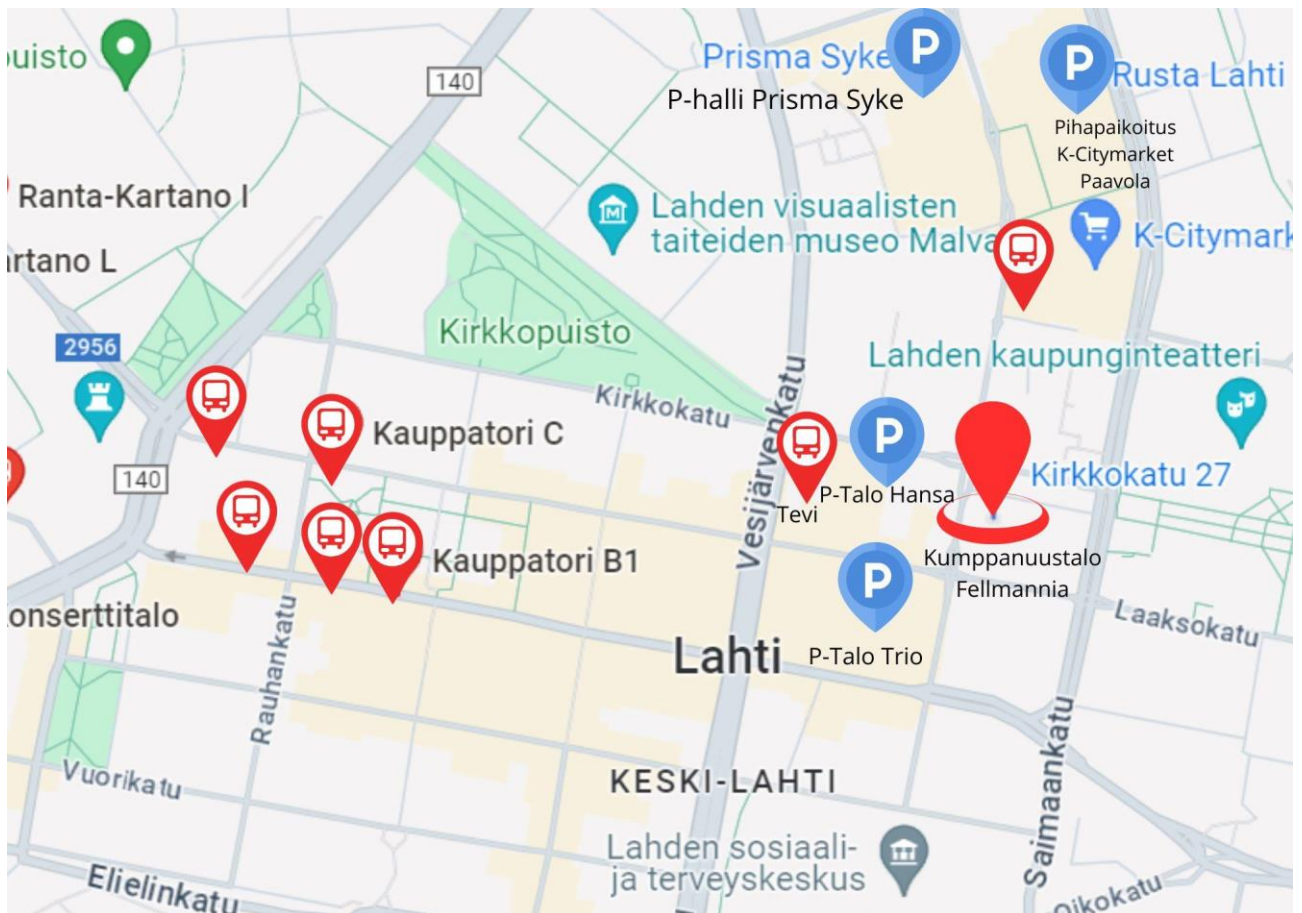 uisto
140
Prisma Syke
P-halli Prisma Syke
P
P
Rusta Lahti
Pihapaikoitus
K-Citymarket
Paavola
Ranta-Kartano I
artano L
Lahden visuaalisten
taiteiden museo Malva
M
K-Citymark
2956
Kirkkopuisto
Lahden kaupunginteatteri
Kirkkokatu
Vesijärvenkatu
Kauppatori C
140
P
P-Talo Hansa
Tevi
Kirkkokatu 27
Kumppanuustalo
Fellmannia
Kauppatori B1
P
P-Talo Trio
onserttitalo
Lahti
Laaksokatu
Rauhankatu
Saimaankatu
Vuorikatu
KESKI-LAHTI
Lahden sosiaali-
ja terveyskeskus
Elielinkatu
Oikokatu